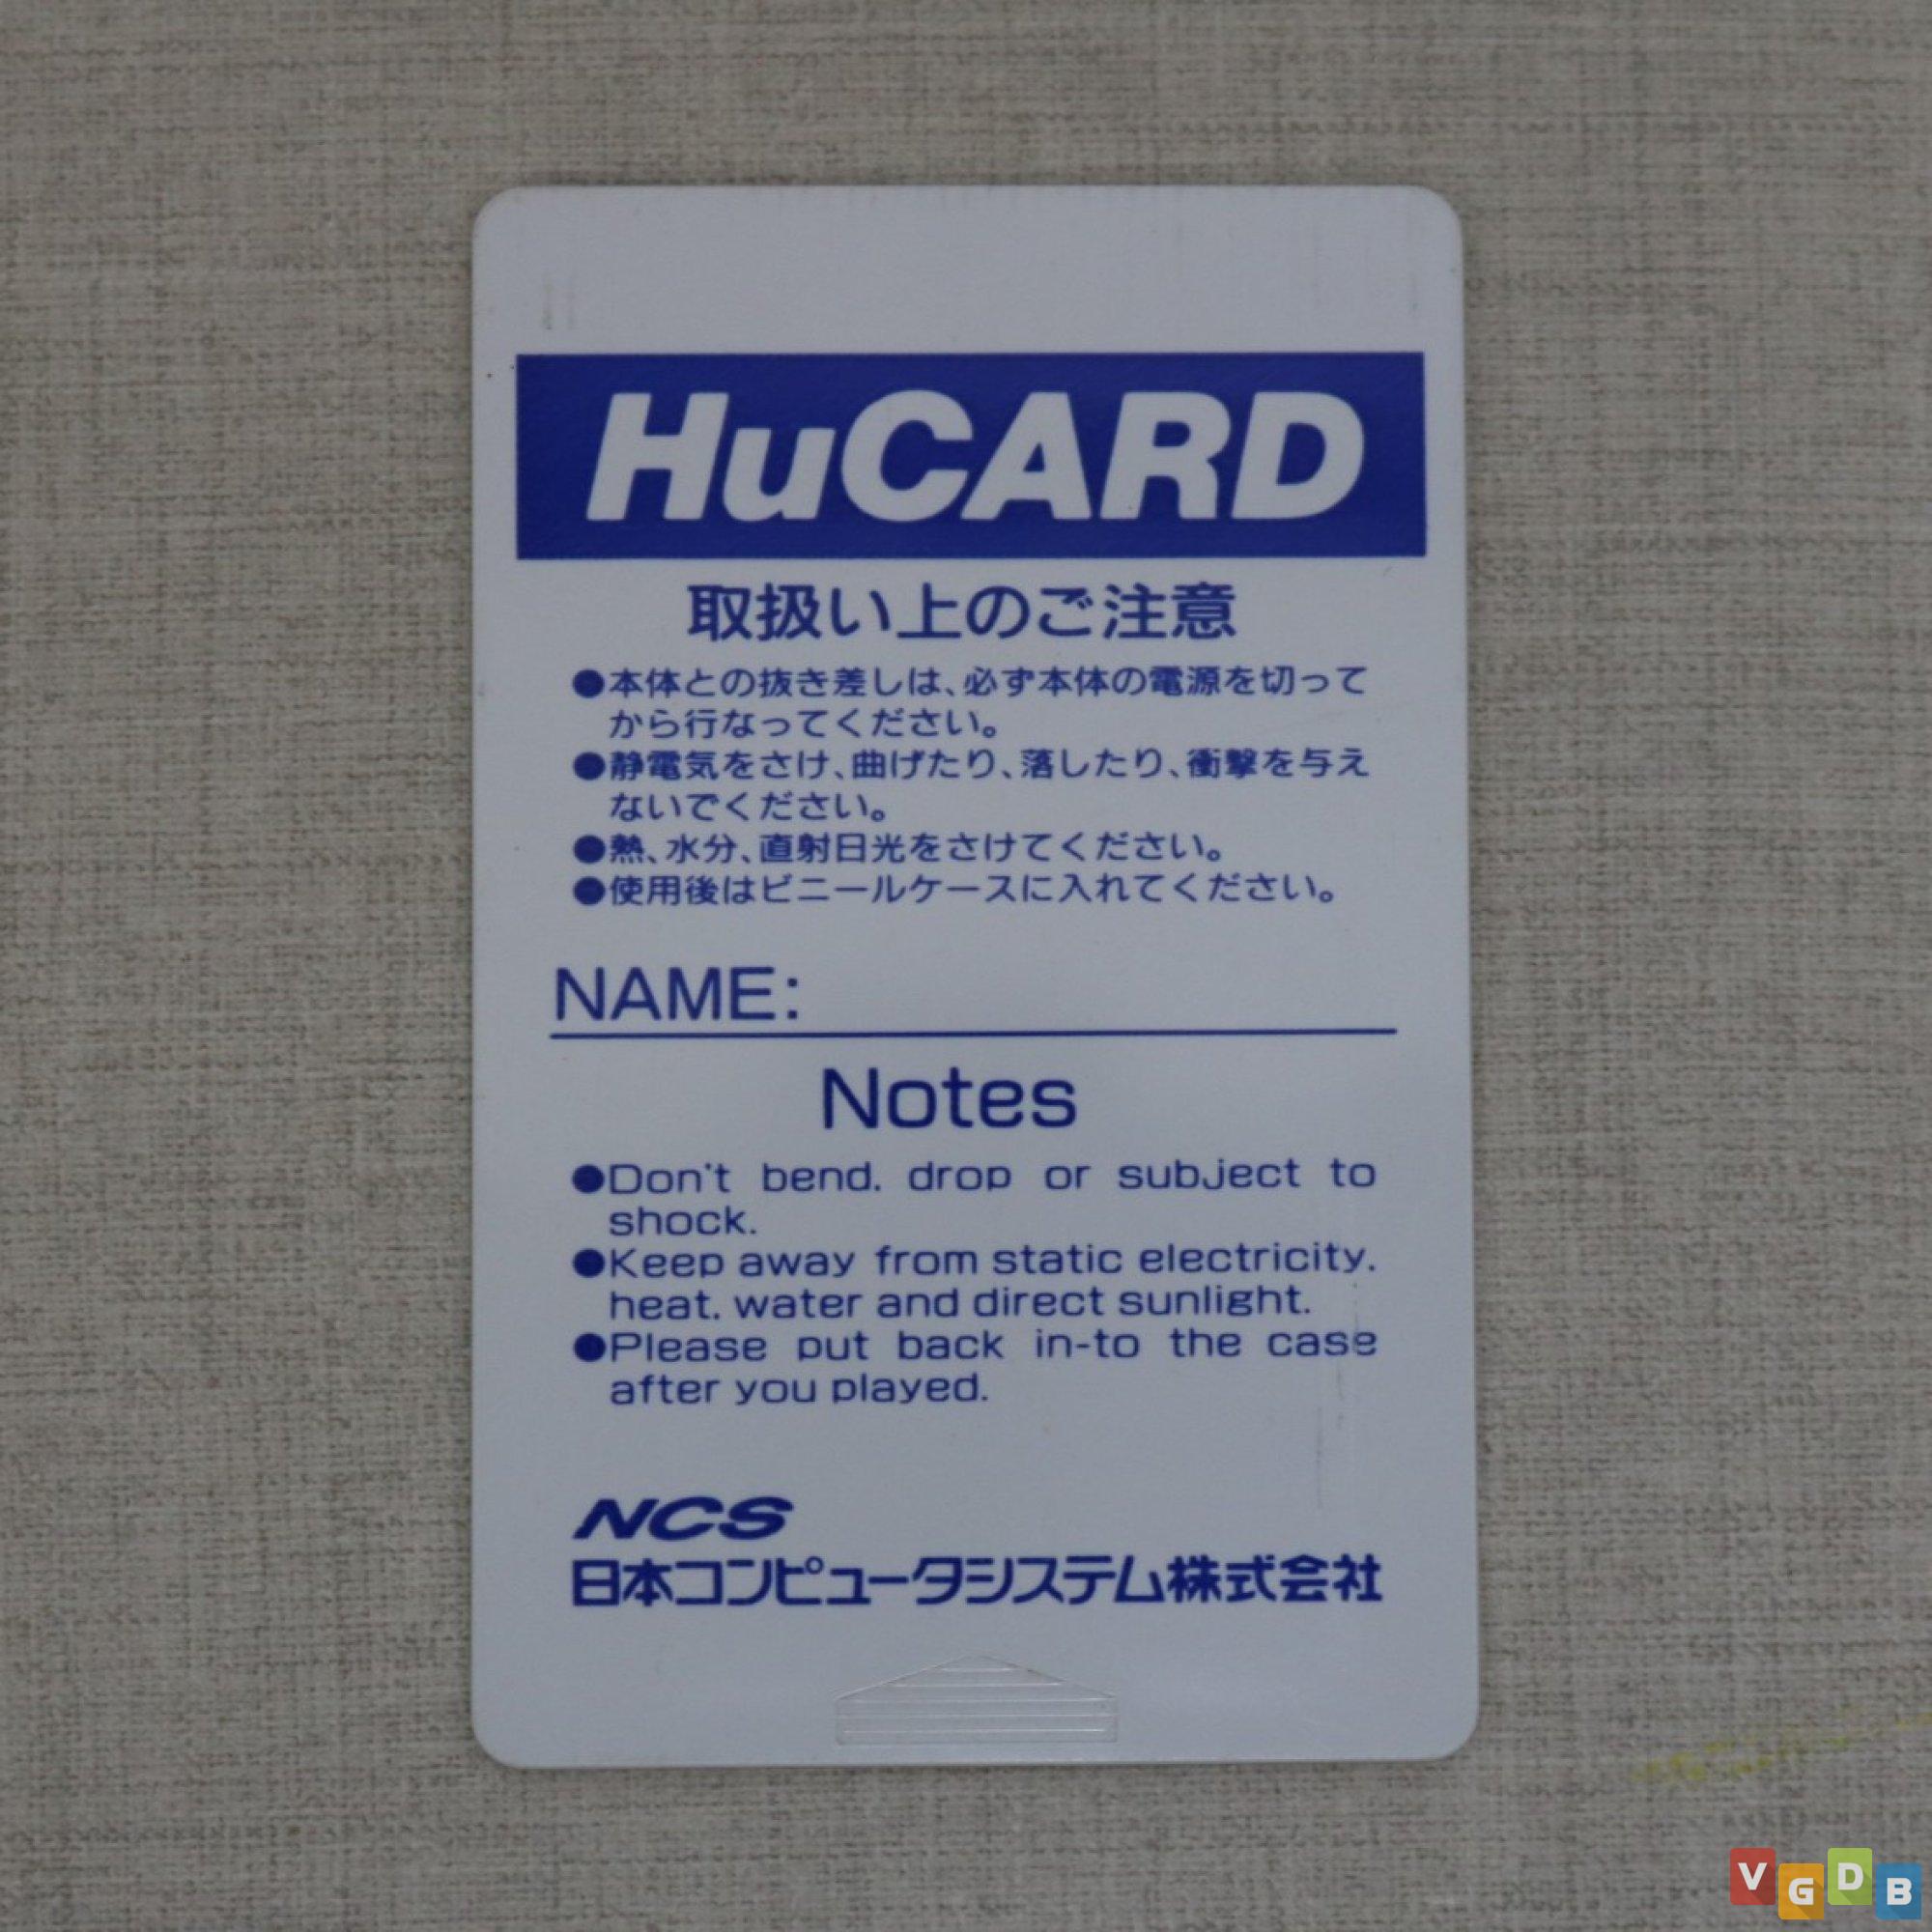 HuCARD
取扱い上のご注意
●本体との抜き差しは、必ず本体の電源を切って
から行なってください。
●静電気をさけ、曲げたり、落したり、衝撃を与え
ないでください。
●熱、水分、直射日光をさけてください。
●使用後はビニールケースに入れてください。
NAME:
Notes
●Don't bend. drop or subject to
shock.
●Keep away from static electricity.
heat. water and direct sunlight.
●Please put back in-to the case
after you played.
NCS
日本コンピュータシステム株式会社
VGDB